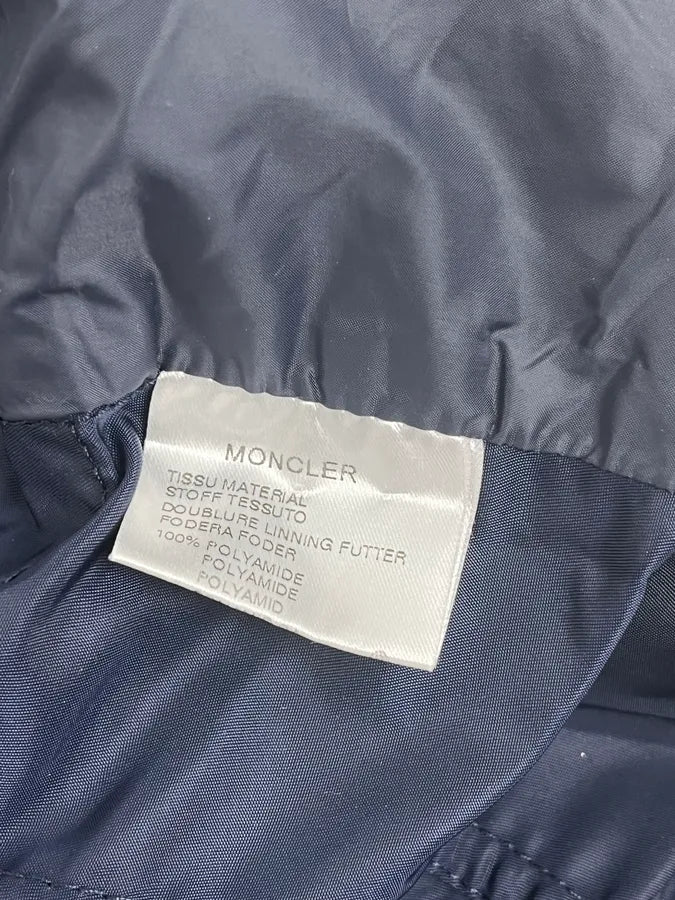 MONCLER
TISSU MATERIAL
STOFF TESSUTO
DOUBLURE LINNING FUTTER
FODERA FODER
100% POLYAMIDE
POLYAMIDE
POLYAMID